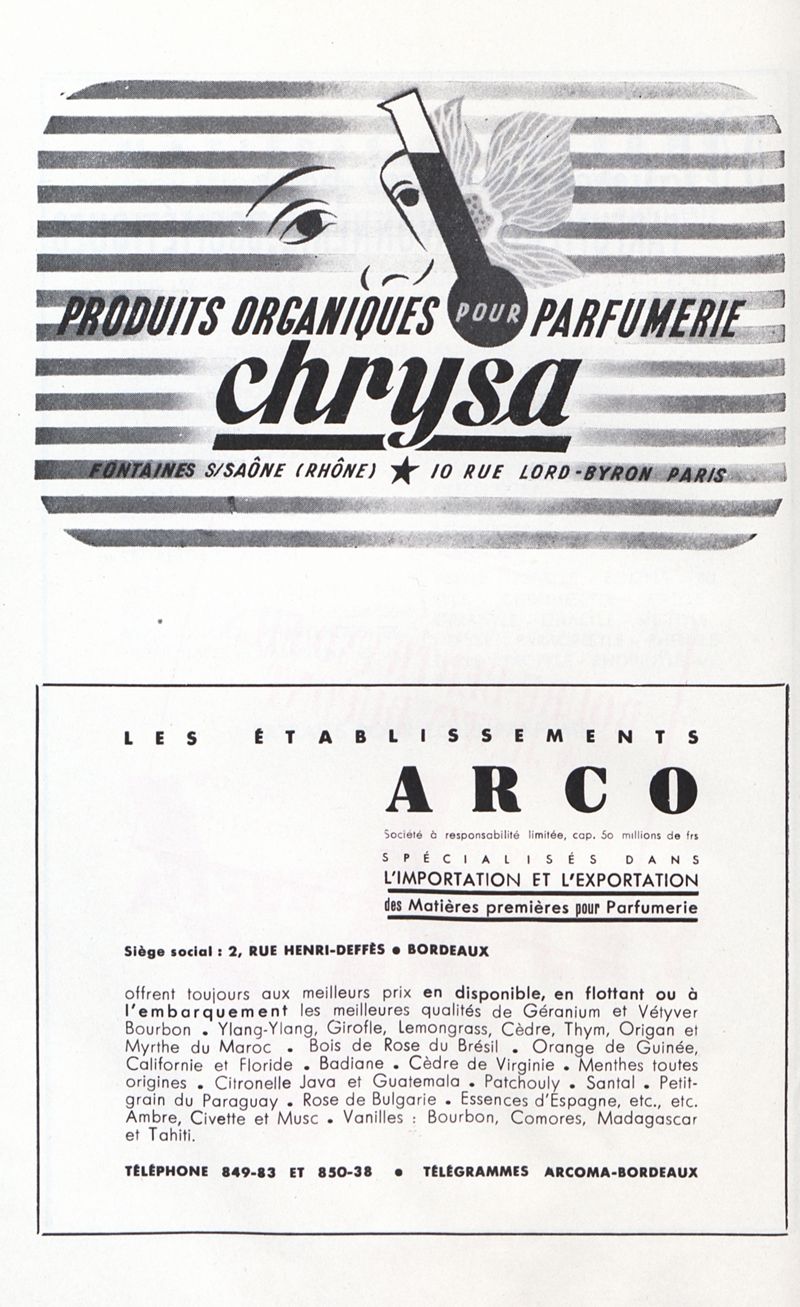 PRODUITS ORGANIQUES POUR PARFUMERIE
chrysa
FONTAINES S/SAÔNE (RHÔNE) ★ 10 RUE LORD-BYRON PARIS
LES ÉTABLISSEMENTS
ARCO
Société à responsabilité limitée, cap. 50 millions de frs
SPÉCIALISÉS DANS
L'IMPORTATION ET L'EXPORTATION
des Matières premières pour Parfumerie
Siège social : 2, RUE HENRI-DEFFÈS • BORDEAUX
offrent toujours aux meilleurs prix en disponible, en flottant ou à
l'embarquement les meilleures qualités de Géranium et Vétyver
Bourbon • Ylang-Ylang, Girofle, Lemongrass, Cèdre, Thym, Origan et
Myrthe du Maroc • Bois de Rose du Brésil • Orange de Guinée,
Californie et Floride • Badiane • Cèdre de Virginie • Menthes toutes
origines • Citronelle Java et Guatemala • Patchouly • Santal • Petit-
grain du Paraguay • Rose de Bulgarie • Essences d'Espagne, etc., etc.
Ambre, Civette et Musc • Vanilles : Bourbon, Comores, Madagascar
et Tahiti.
TÉLÉPHONE 849-83 ET 850-38 • TÉLÉGRAMMES ARCOMA-BORDEAUX